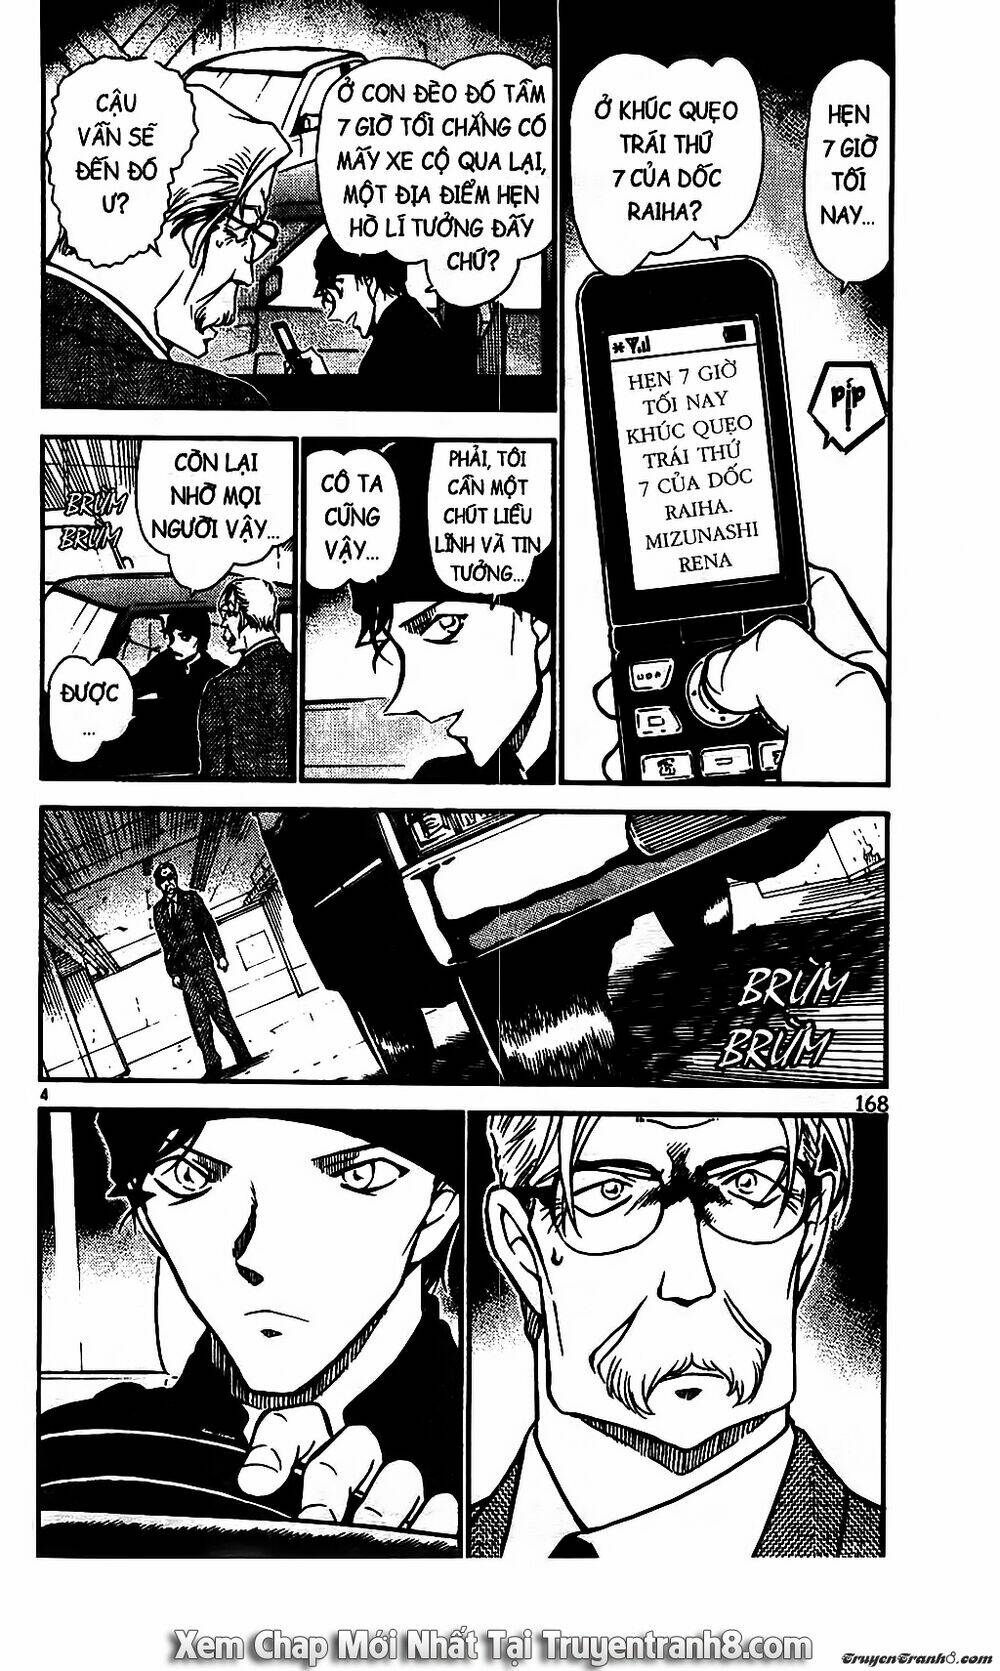 HẸN
7 GIỜ
TỐI
NAY...
Ở KHÚC QUẸO
TRÁI THỨ
7 CỦA DỐC
RAIHA?
HẸN 7 GIỜ
TỐI NAY
KHÚC QUẸO
TRÁI THỨ
7 CỦA DỐC
RAIHA.
MIZUNASHI
RENA
PÍP
!
Ở CON ĐÈO ĐÓ TẦM
7 GIỜ TỐI CHẲNG CÓ
MẤY XE CỘ QUA LẠI,
MỘT ĐỊA ĐIỂM HẸN
HÒ LÍ TƯỞNG ĐẤY
CHỨ?
CẬU
VẪN SẼ
ĐẾN ĐÓ
Ư?
PHẢI, TÔI
CẦN MỘT
CHÚT LIỀU
LĨNH VÀ TIN
TƯỞNG...
CÔ TA
CŨNG
VẬY...
CÒN LẠI
NHỜ MỌI
NGƯỜI VẬY...
BRÙM
BRÙM
ĐƯỢC
...
BRÙM
BRÙM
4
168
Xem Chap Mới Nhất Tại Truyentranh8.com
TruyenTranh8.com